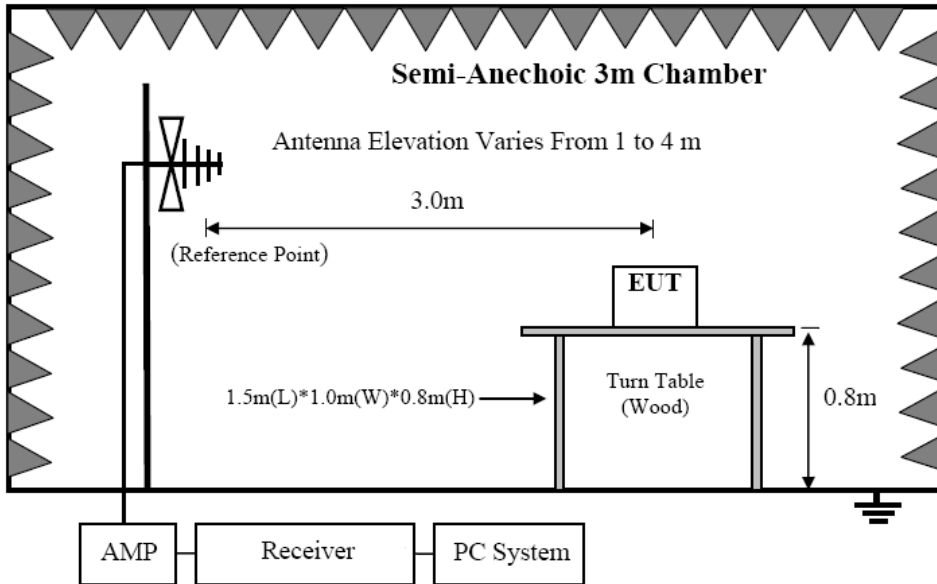 Semi-Anechoic 3m Chamber
Antenna Elevation Varies From 1 to 4 m
3.0m
(Reference Point)
EUT
1.5m(L)*1.0m(W)*0.8m(H)
Turn Table
(Wood)
0.8m
AMP
Receiver
PC System